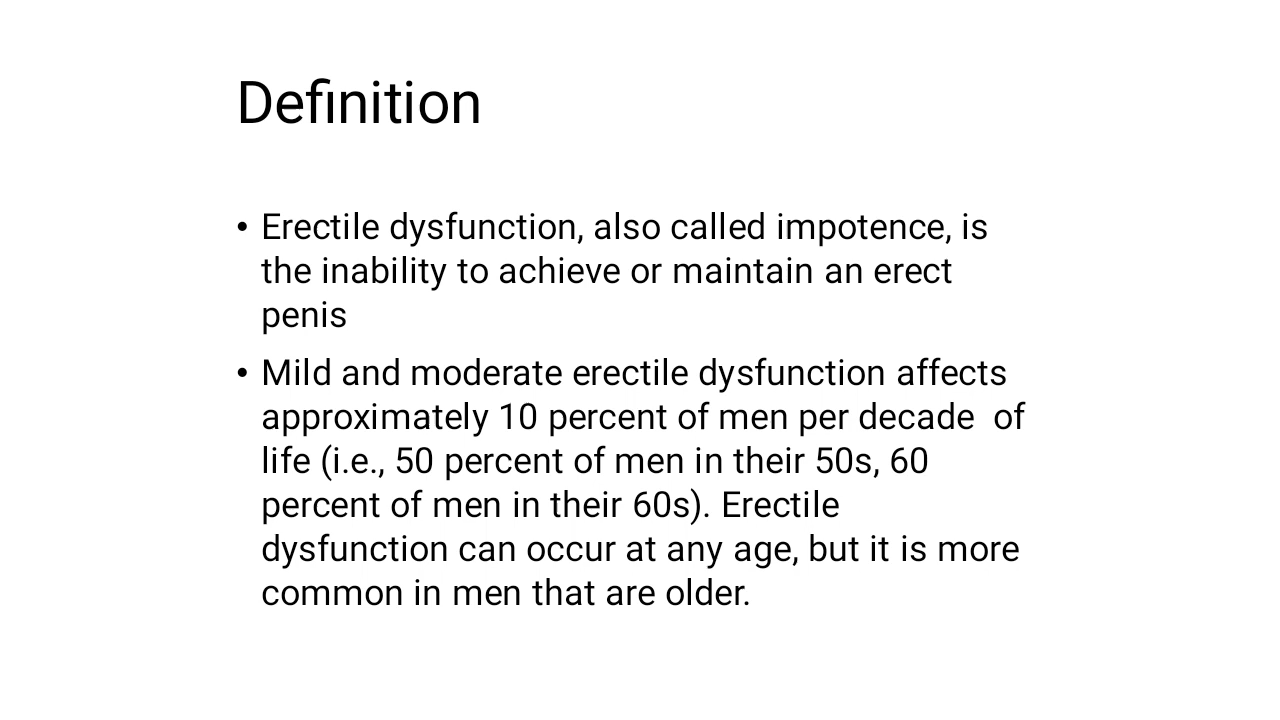 Definition
• Erectile dysfunction, also called impotence, is
the inability to achieve or maintain an erect
penis
• Mild and moderate erectile dysfunction affects
approximately 10 percent of men per decade  of
life (i.e., 50 percent of men in their 50s, 60
percent of men in their 60s). Erectile
dysfunction can occur at any age, but it is more
common in men that are older.